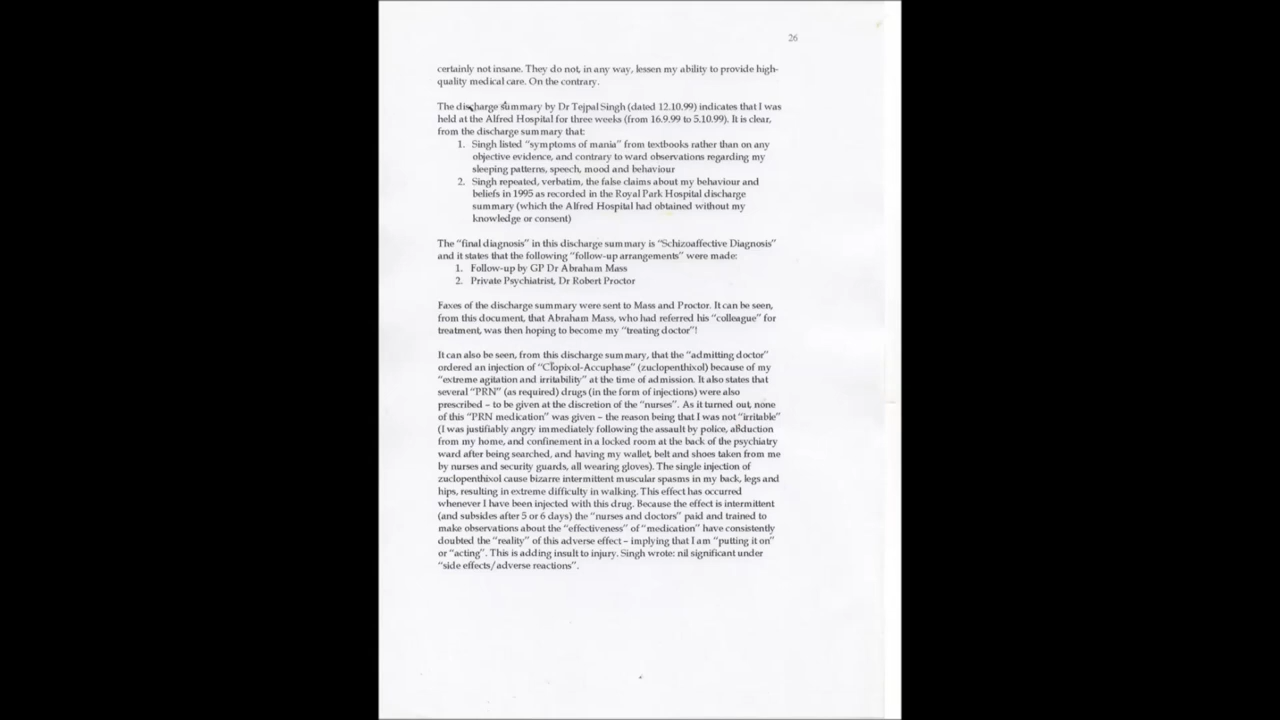 26
certainly not insane. They do not, in any way, lessen my ability to provide high-
quality medical care. On the contrary.
The discharge summary by Dr Tejpal Singh (dated 12.10.99) indicates that I was
held at the Alfred Hospital for three weeks (from 16.9.99 to 5.10.99). It is clear,
from the discharge summary that:
1. Singh listed “symptoms of mania” from textbooks rather than on any
objective evidence, and contrary to ward observations regarding my
sleeping patterns, speech, mood and behaviour
2. Singh repeated, verbatim, the false claims about my behaviour and
beliefs in 1995 as recorded in the Royal Park Hospital discharge
summary (which the Alfred Hospital had obtained without my
knowledge or consent)
The “final diagnosis” in this discharge summary is “Schizoaffective Diagnosis”
and it states that the following “follow-up arrangements” were made:
1. Follow-up by GP Dr Abraham Mass
2. Private Psychiatrist, Dr Robert Proctor
Faxes of the discharge summary were sent to Mass and Proctor. It can be seen,
from this document, that Abraham Mass, who had referred his “colleague” for
treatment, was then hoping to become my “treating doctor”!
It can also be seen, from this discharge summary, that the “admitting doctor”
ordered an injection of “Clopixol-Accuphase” (zuclopenthixol) because of my
“extreme agitation and irritability” at the time of admission. It also states that
several “PRN” (as required) drugs (in the form of injections) were also
prescribed – to be given at the discretion of the “nurses”. As it turned out, none
of this “PRN medication” was given – the reason being that I was not “irritable”
(I was justifiably angry immediately following the assault by police, abduction
from my home, and confinement in a locked room at the back of the psychiatry
ward after being searched, and having my wallet, belt and shoes taken from me
by nurses and security guards, all wearing gloves). The single injection of
zuclopenthixol cause bizarre intermittent muscular spasms in my back, legs and
hips, resulting in extreme difficulty in walking. This effect has occurred
whenever I have been injected with this drug. Because the effect is intermittent
(and subsides after 5 or 6 days) the “nurses and doctors” paid and trained to
make observations about the “effectiveness” of “medication” have consistently
doubted the “reality” of this adverse effect – implying that I am “putting it on”
or “acting”. This is adding insult to injury. Singh wrote: nil significant under
“side effects/adverse reactions”.